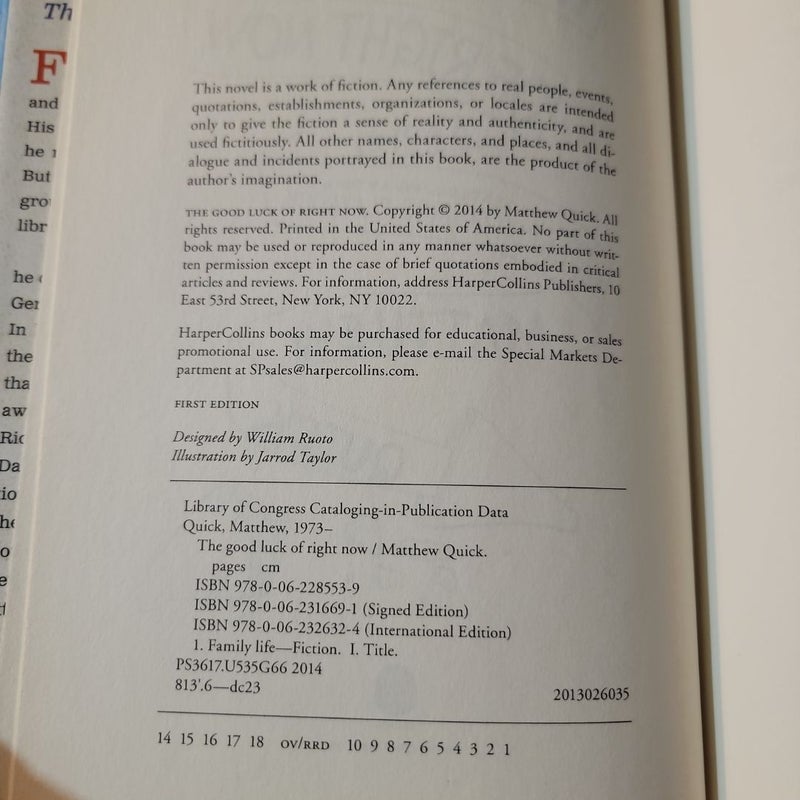 Th
F
and
His
he
But
gro
libr
he
Ger
In
the
tha
aw
Ric
Da
io
he
o
e
This novel is a work of fiction. Any references to real people, events,
quotations, establishments, organizations, or locales are intended
only to give the fiction a sense of reality and authenticity, and are
used fictitiously. All other names, characters, and places, and all di-
alogue and incidents portrayed in this book, are the product of the
author's imagination.
THE GOOD LUCK OF RIGHT NOW. Copyright © 2014 by Matthew Quick. All
rights reserved. Printed in the United States of America. No part of this
book may be used or reproduced in any manner whatsoever without writ-
ten permission except in the case of brief quotations embodied in critical
articles and reviews. For information, address HarperCollins Publishers, 10
East 53rd Street, New York, NY 10022.
HarperCollins books may be purchased for educational, business, or sales
promotional use. For information, please e-mail the Special Markets De-
partment at SPsales@harpercollins.com.
FIRST EDITION
Designed by William Ruoto
Illustration by Jarrod Taylor
Library of Congress Cataloging-in-Publication Data
Quick, Matthew, 1973–
The good luck of right now / Matthew Quick.
pages cm
ISBN 978-0-06-228553-9
ISBN 978-0-06-231669-1 (Signed Edition)
ISBN 978-0-06-232632-4 (International Edition)
1. Family life—Fiction. I. Title.
PS3617.U535G66 2014
813'.6—dc23
2013026035
14 15 16 17 18 OV/RRD 10 9 8 7 6 5 4 3 2 1